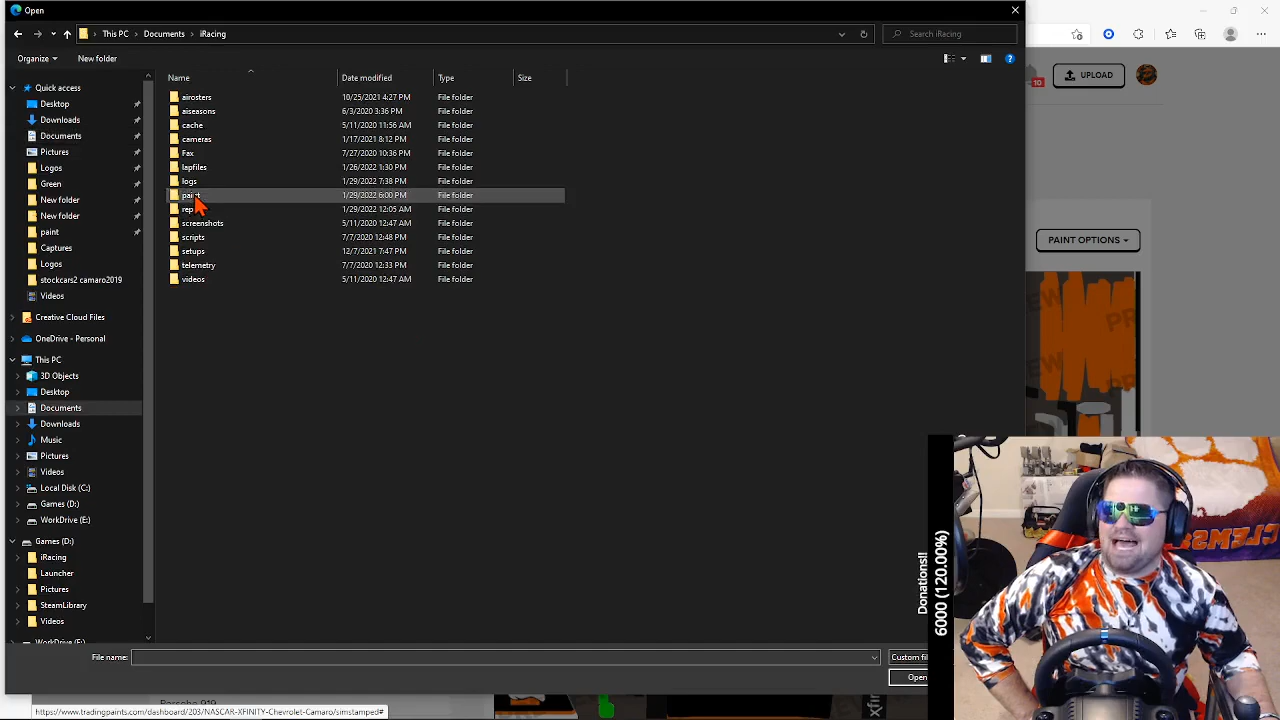 Open
This PC > Documents > iRacing
Search iRacing
Organize
New folder
10
UPLOAD
Name
Date modified
Type
Size
Quick access
Desktop
Downloads
Documents
Pictures
Logos
Green
New folder
New folder
paint
Captures
Logos
stockcars2 camaro2019
Videos
Creative Cloud Files
OneDrive - Personal
This PC
3D Objects
Desktop
Documents
Downloads
Music
Pictures
Videos
Local Disk (C:)
Games (D:)
WorkDrive (E:)
Games (D:)
iRacing
Launcher
Pictures
SteamLibrary
Videos
airosters 10/25/2021 4:27 PM File folder
aiseasons 6/3/2020 3:36 PM File folder
cache 5/11/2020 11:56 AM File folder
cameras 1/17/2021 8:12 PM File folder
Fax 7/27/2020 10:36 PM File folder
lapfiles 1/26/2022 1:30 PM File folder
logs 1/29/2022 7:38 PM File folder
paint 1/29/2022 6:00 PM File folder
rep 1/29/2022 12:05 AM File folder
screenshots 5/11/2020 12:47 AM File folder
scripts 7/7/2020 12:48 PM File folder
setups 12/7/2021 7:47 PM File folder
telemetry 7/7/2020 12:33 PM File folder
videos 5/11/2020 12:47 AM File folder
PAINT OPTIONS
File name:
Custom fi
Open
Donations!!
6000 (120.00%)
CLEMS
https://www.tradingpaints.com/dashboard/203/NASCAR-XFINITY-Chevrolet-Camaro/simstamped#
xfin